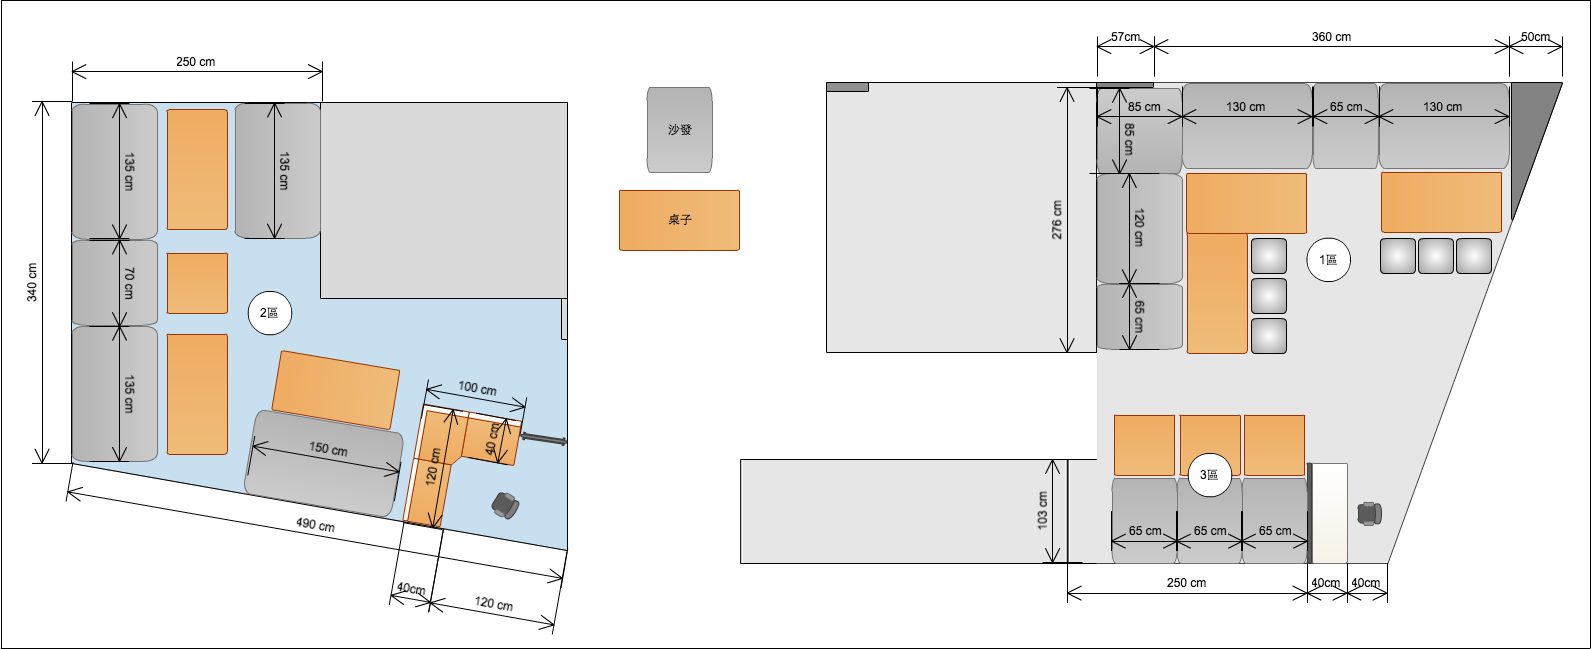 250 cm
340 cm
135 cm
135 cm
70 cm
2區
135 cm
150 cm
100 cm
40 cm
120 cm
490 cm
40cm
120 cm
沙發
桌子
57cm
360 cm
50cm
85 cm
130 cm
65 cm
130 cm
85 cm
276 cm
120 cm
1區
65 cm
3區
103 cm
65 cm
65 cm
65 cm
250 cm
40cm
40cm